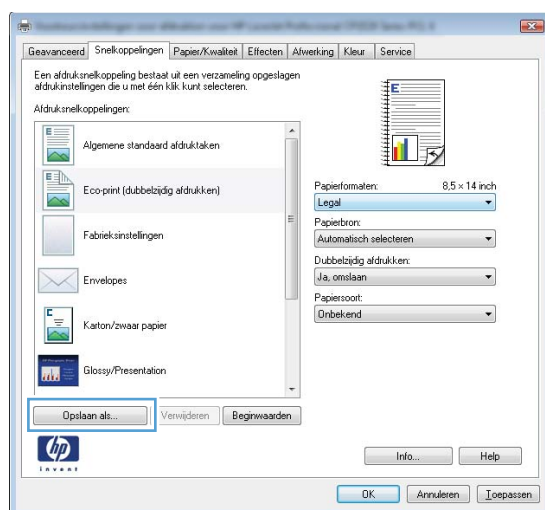 Geavanceerd Snelkoppelingen Papier/Kwaliteit Effecten Afwerking Kleur Service
Een afdruksnelkoppeling bestaat uit een verzameling opgeslagen
afdrukinstellingen die u met één klik kunt selecteren.
Afdruksnelkoppelingen:
Algemene standaard afdruktaken
Eco-print (dubbelzijdig afdrukken)
Fabrieksinstellingen
Envelopes
Karton/zwaar papier
Glossy/Presentation
Opslaan als... Verwijderen Beginwaarden
E
Papierformaten: 8,5 × 14 inch
Legal
Papierbron:
Automatisch selecteren
Dubbelzijdig afdrukken:
Ja, omslaan
Papiersoort:
Onbekend
hp
invent
Info... Help
OK Annuleren Toepassen